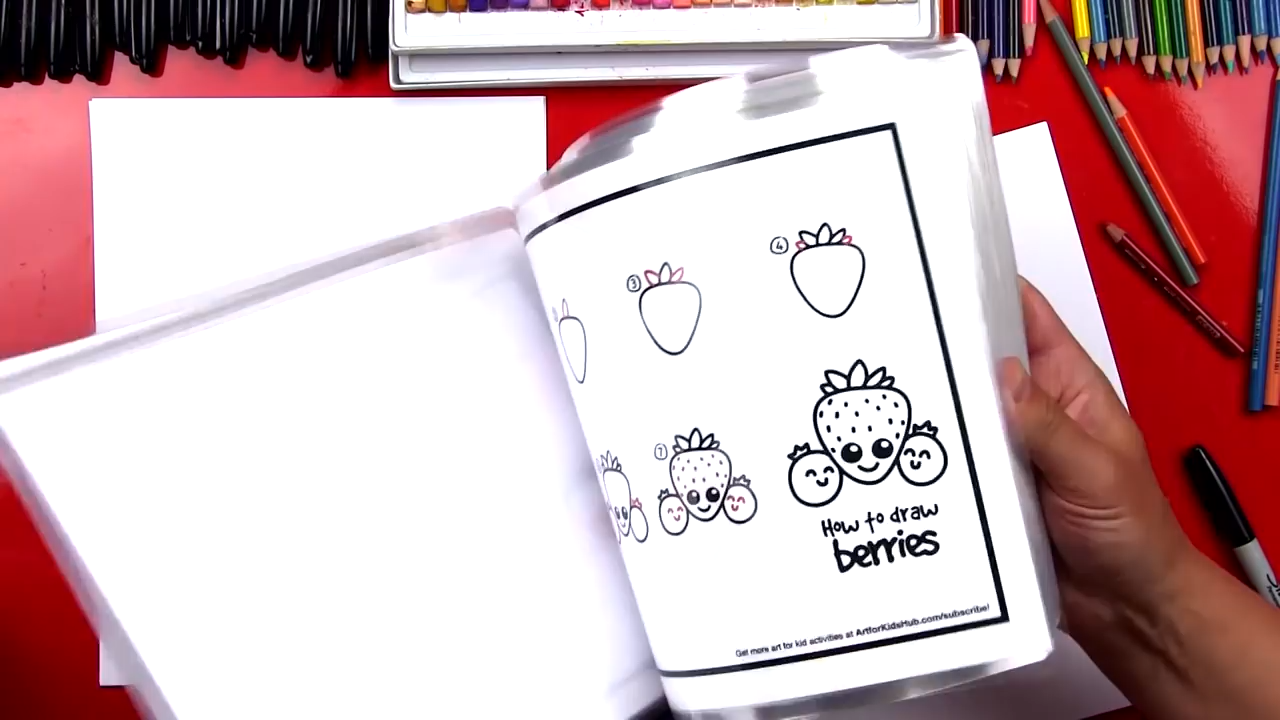 3
4
7
How to draw
berries
Get more art for kid activities at ArtforKidsHub.com/subscribe!